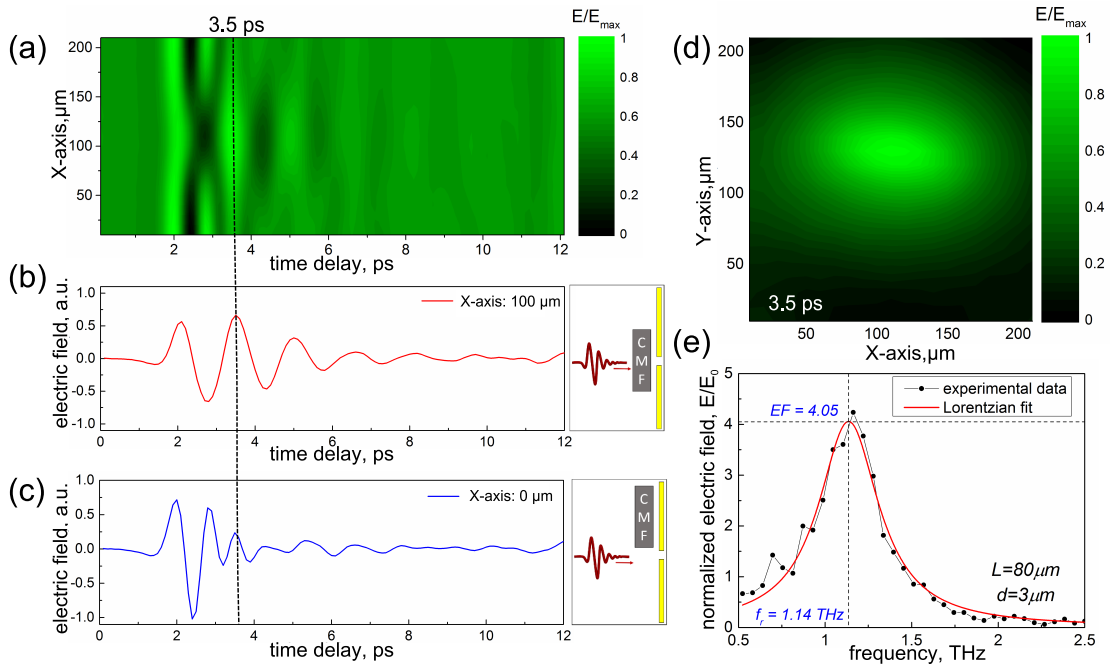 (a)
3.5 ps
E/Emax
X-axis,µm
200
150
100
50
2
4
6
8
10
12
time delay, ps
1
0.8
0.6
0.4
0.2
0
(b)
electric field. a.u.
1.0
0.5
0.0
-0.5
-1.0
X-axis: 100 µm
0
2
4
6
8
10
12
time delay, ps
C
M
F
(c)
electric field. a.u.
1.0
0.5
0.0
-0.5
-1.0
X-axis: 0 µm
0
2
4
6
8
10
12
time delay, ps
C
M
F
(d)
E/Emax
Y-axis,µm
200
150
100
50
3.5 ps
50
100
150
200
X-axis,µm
1
0.8
0.6
0.4
0.2
0
(e)
normalized electric field, E/E0
5
4
3
2
1
0
EF = 4.05
experimental data
Lorentzian fit
L=80µm
d=3µm
fr = 1.14 THz
0.5
1.0
1.5
2.0
2.5
frequency, THz